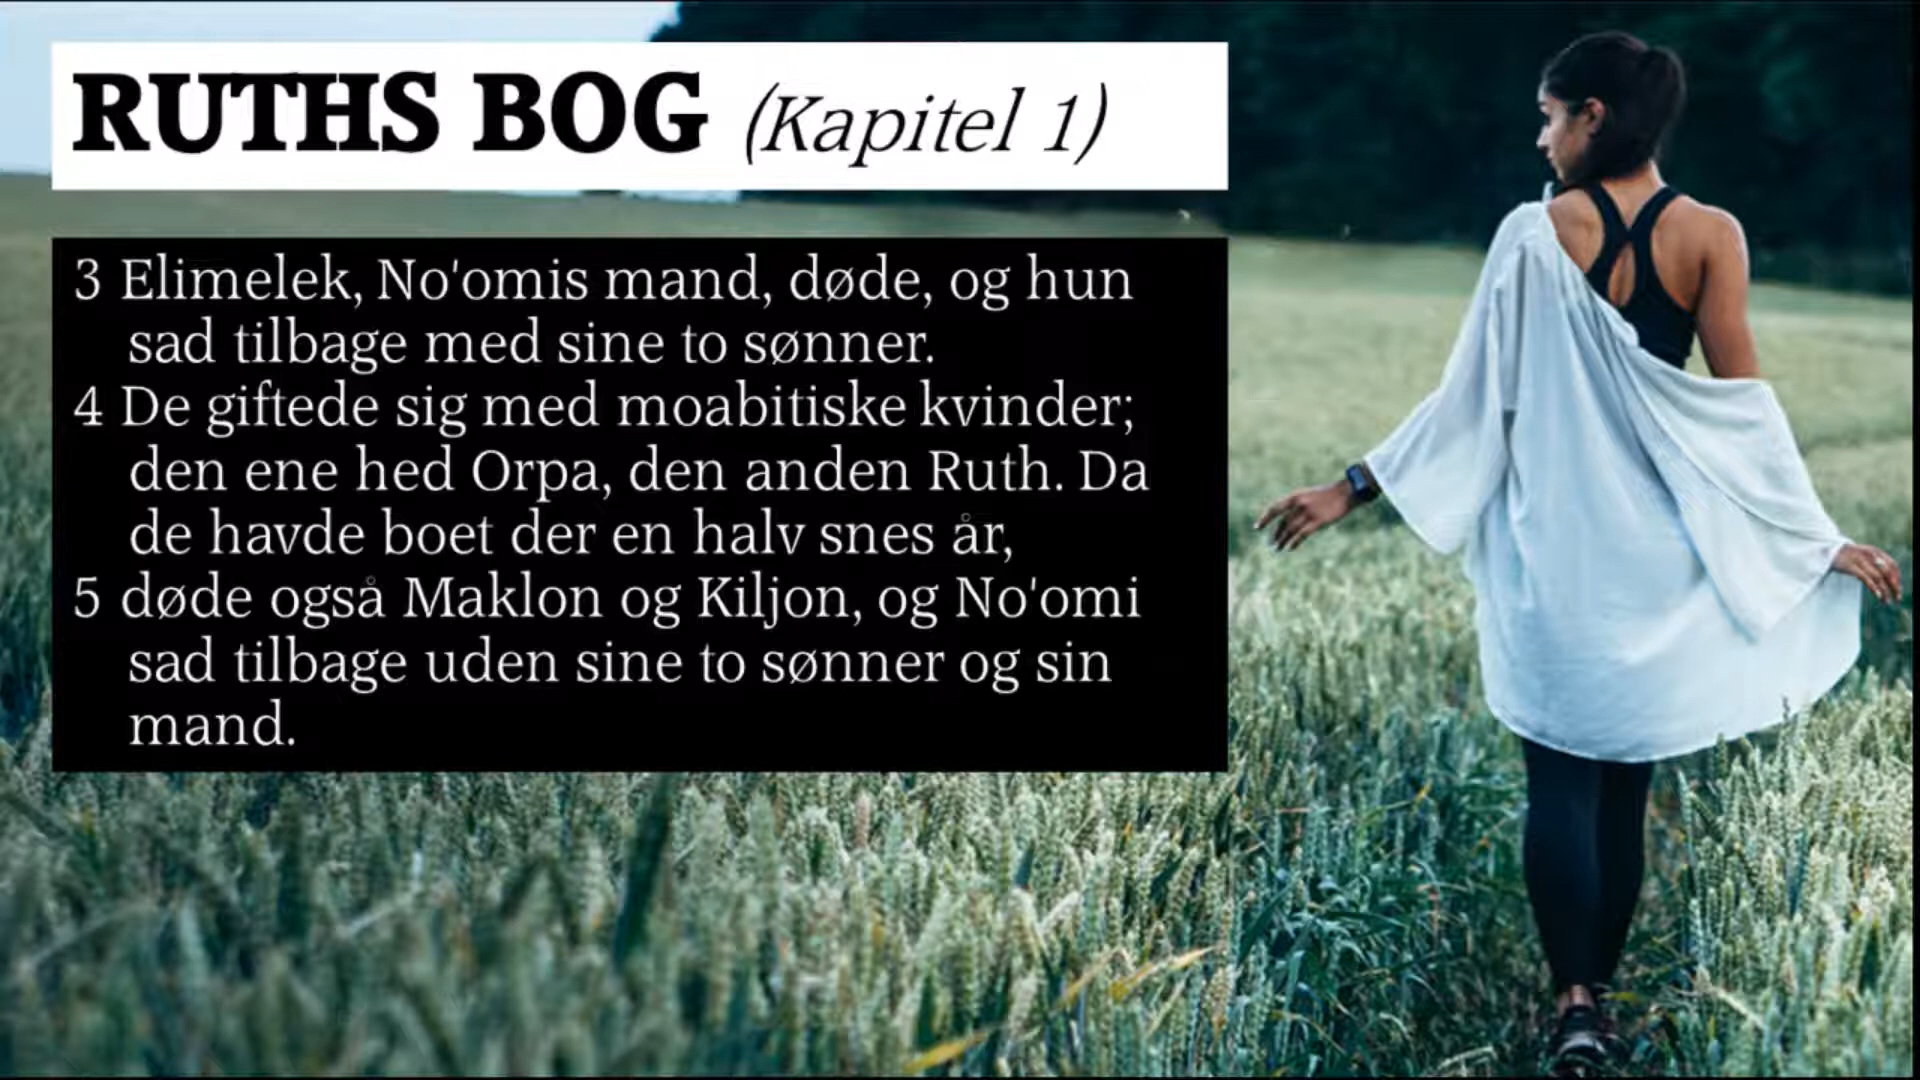 RUTHS BOG (Kapitel 1)
3 Elimelek, No'omis mand, døde, og hun
sad tilbage med sine to sønner.
4 De giftede sig med moabitiske kvinder;
den ene hed Orpa, den anden Ruth. Da
de havde boet der en halv snes år,
5 døde også Maklon og Kiljon, og No'omi
sad tilbage uden sine to sønner og sin
mand.